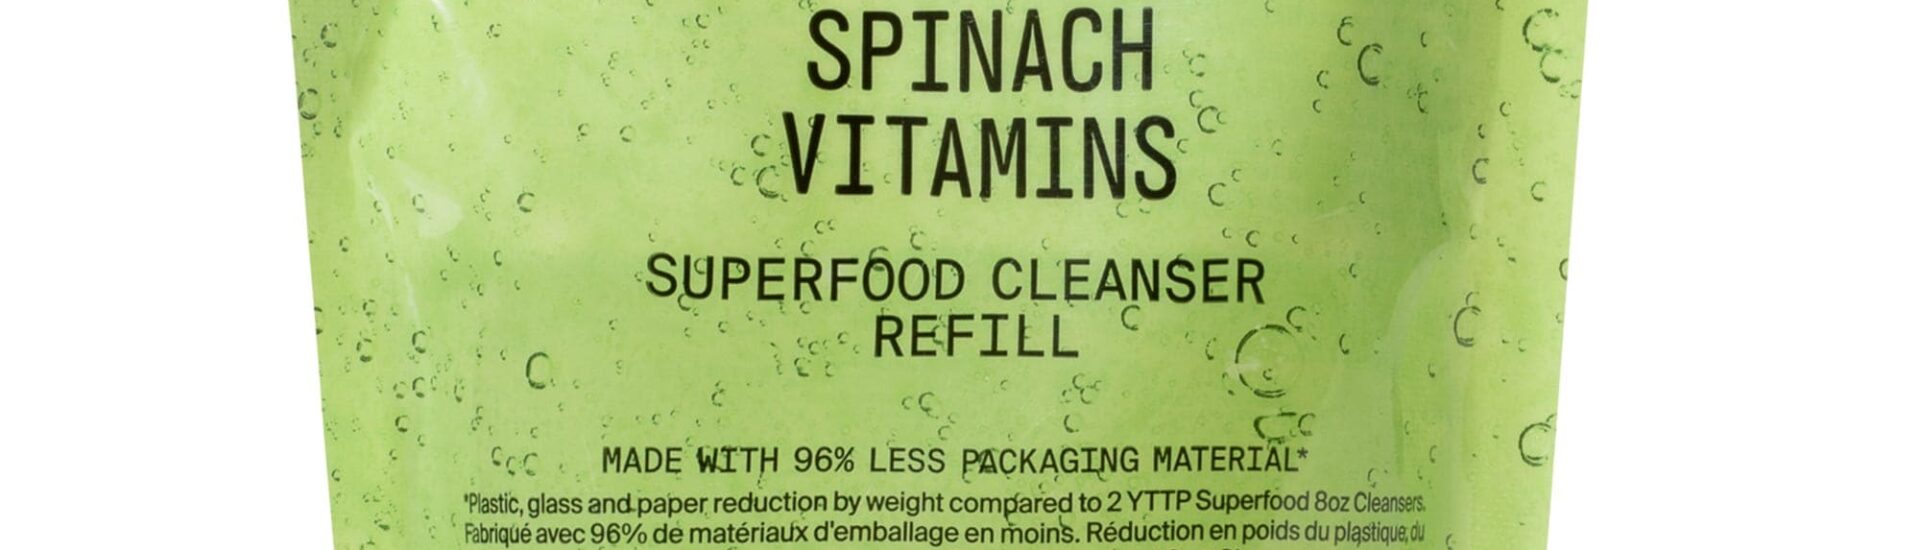 SPINACH
VITAMINS
SUPERFOOD CLEANSER
REFILL
MADE WITH 96% LESS PACKAGING MATERIAL*
*Plastic, glass and paper reduction by weight compared to 2 YTTP Superfood 8oz Cleansers.
Fabriqué avec 96% de matériaux d'emballage en moins. Réduction en poids du plastique, du